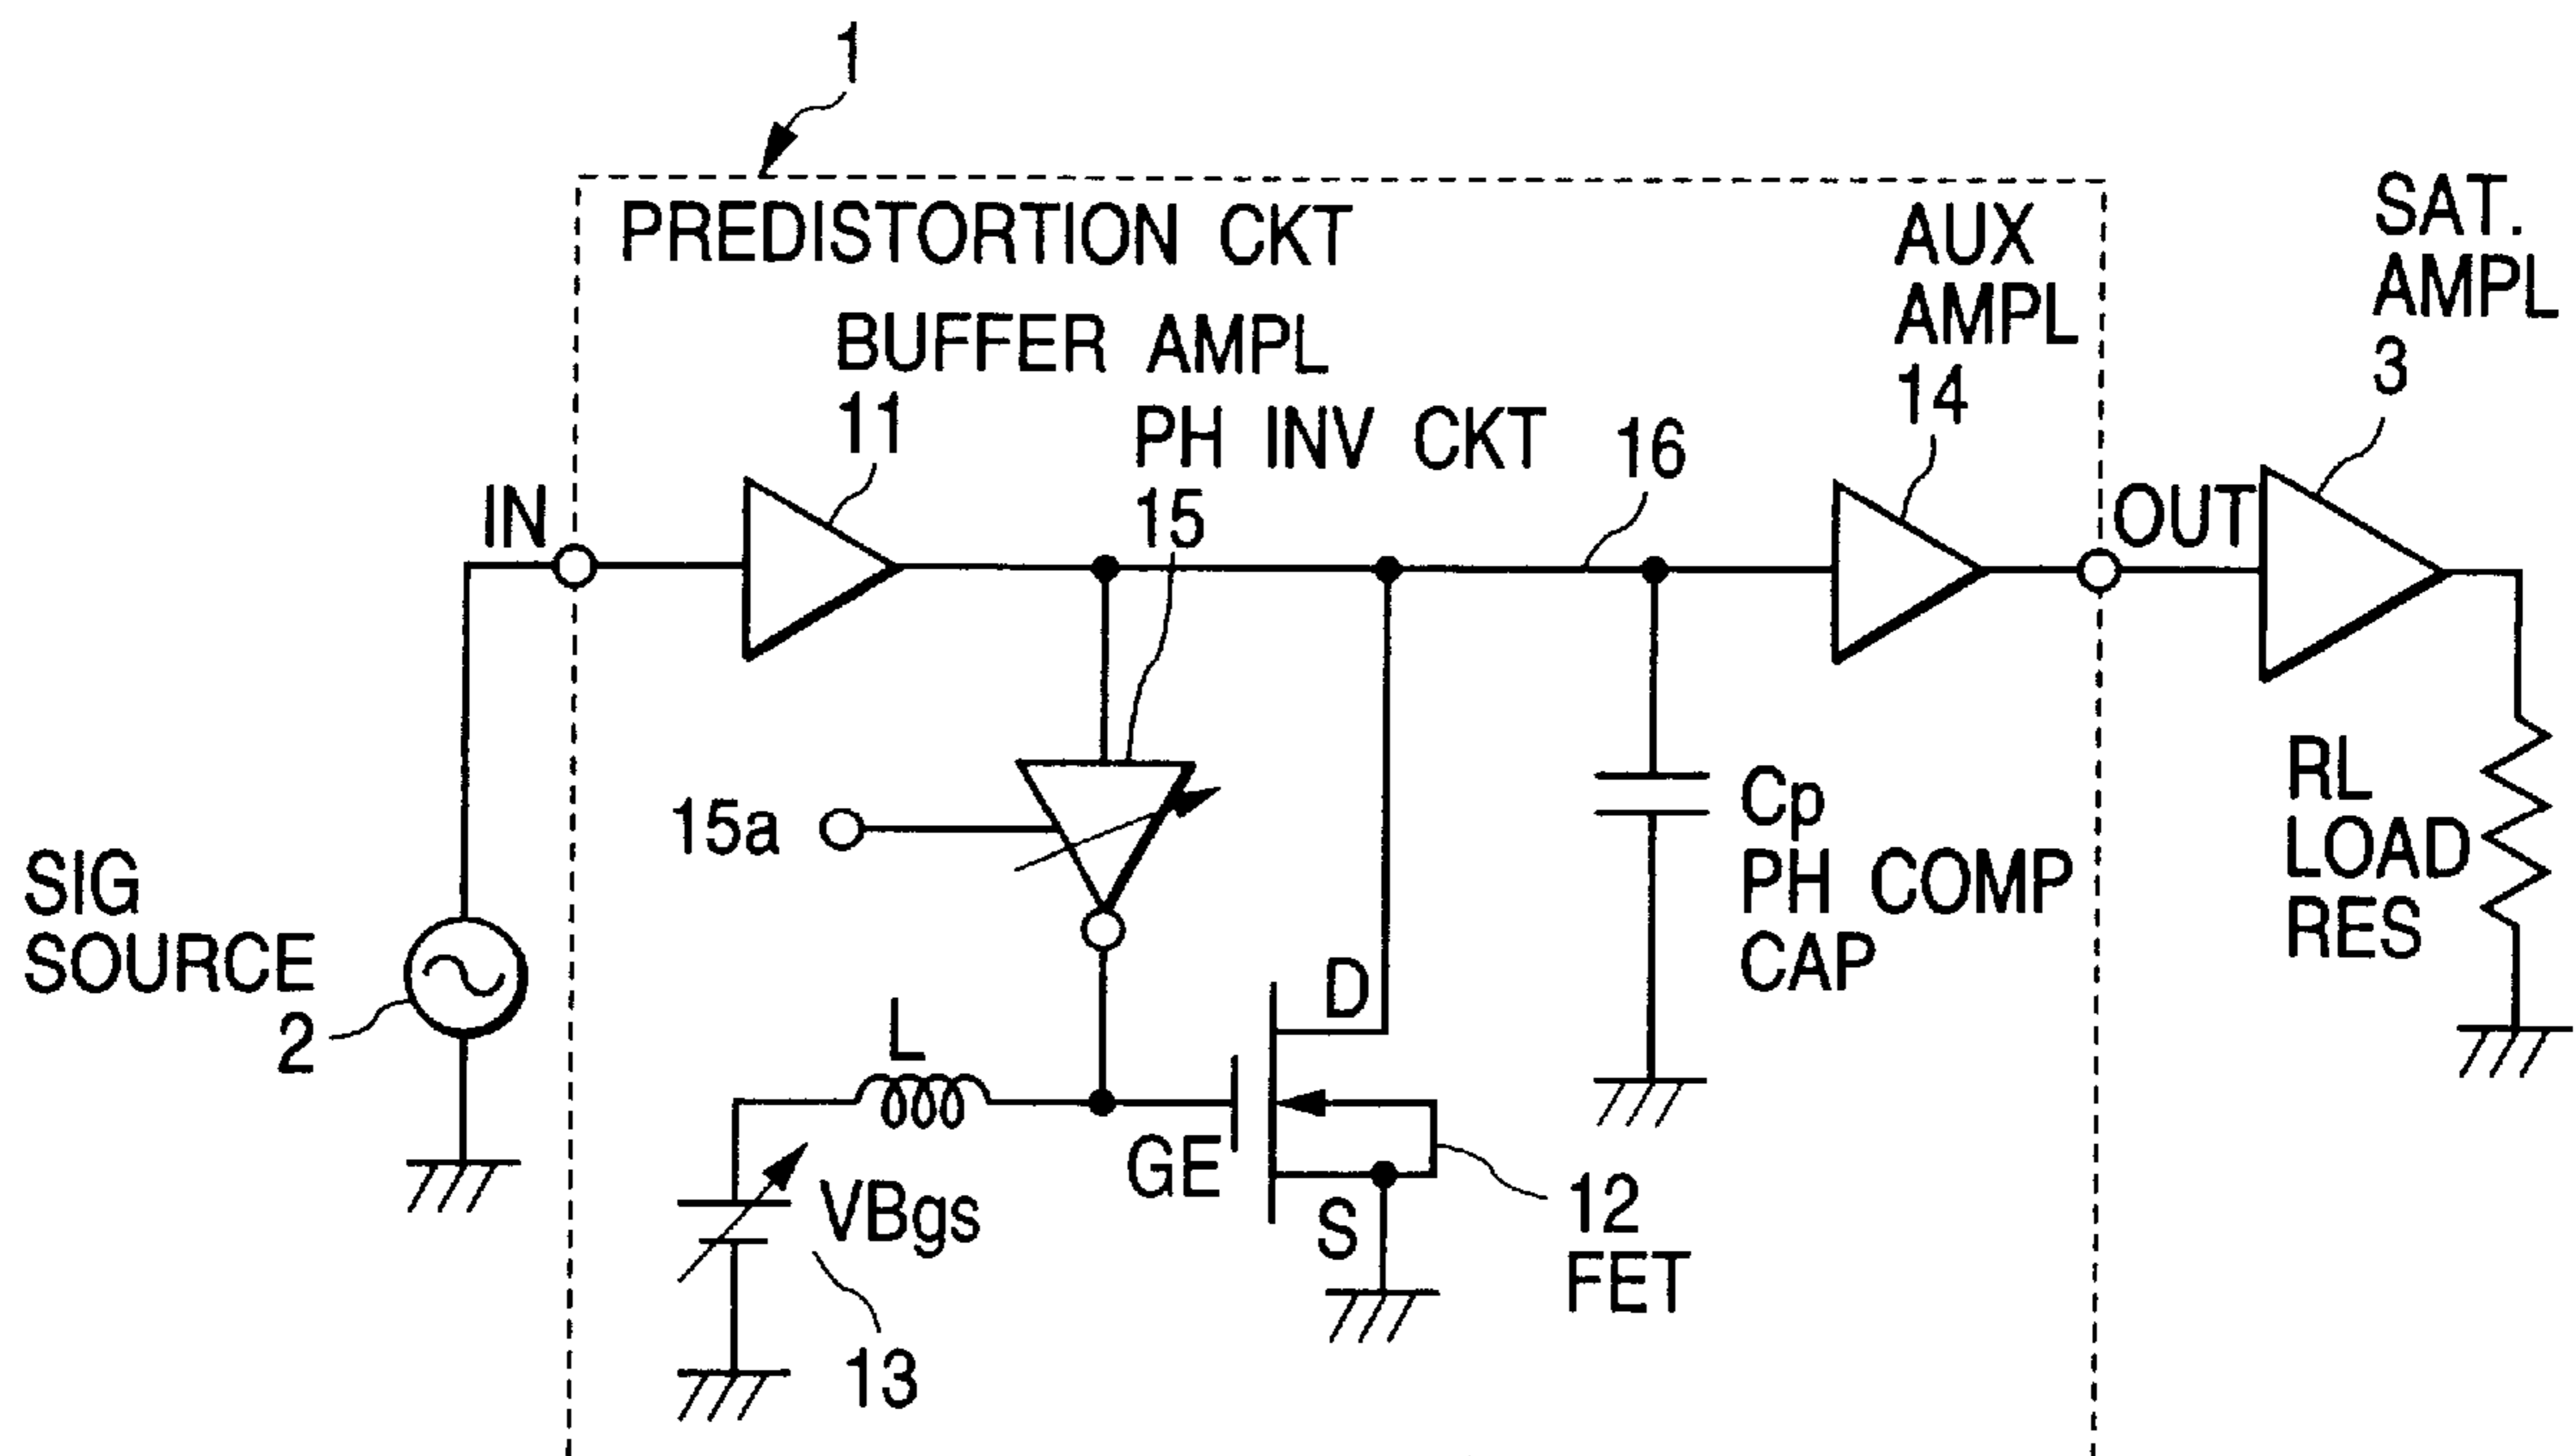 1
PREDISTORTION CKT
BUFFER AMPL
11
PH INV CKT
15
16
AUX
AMPL
14
SAT.
AMPL
3
IN
OUT
15a
SIG
SOURCE
2
L
VBgs
13
GE
D
S
12
FET
Cp
PH COMP
CAP
RL
LOAD
RES